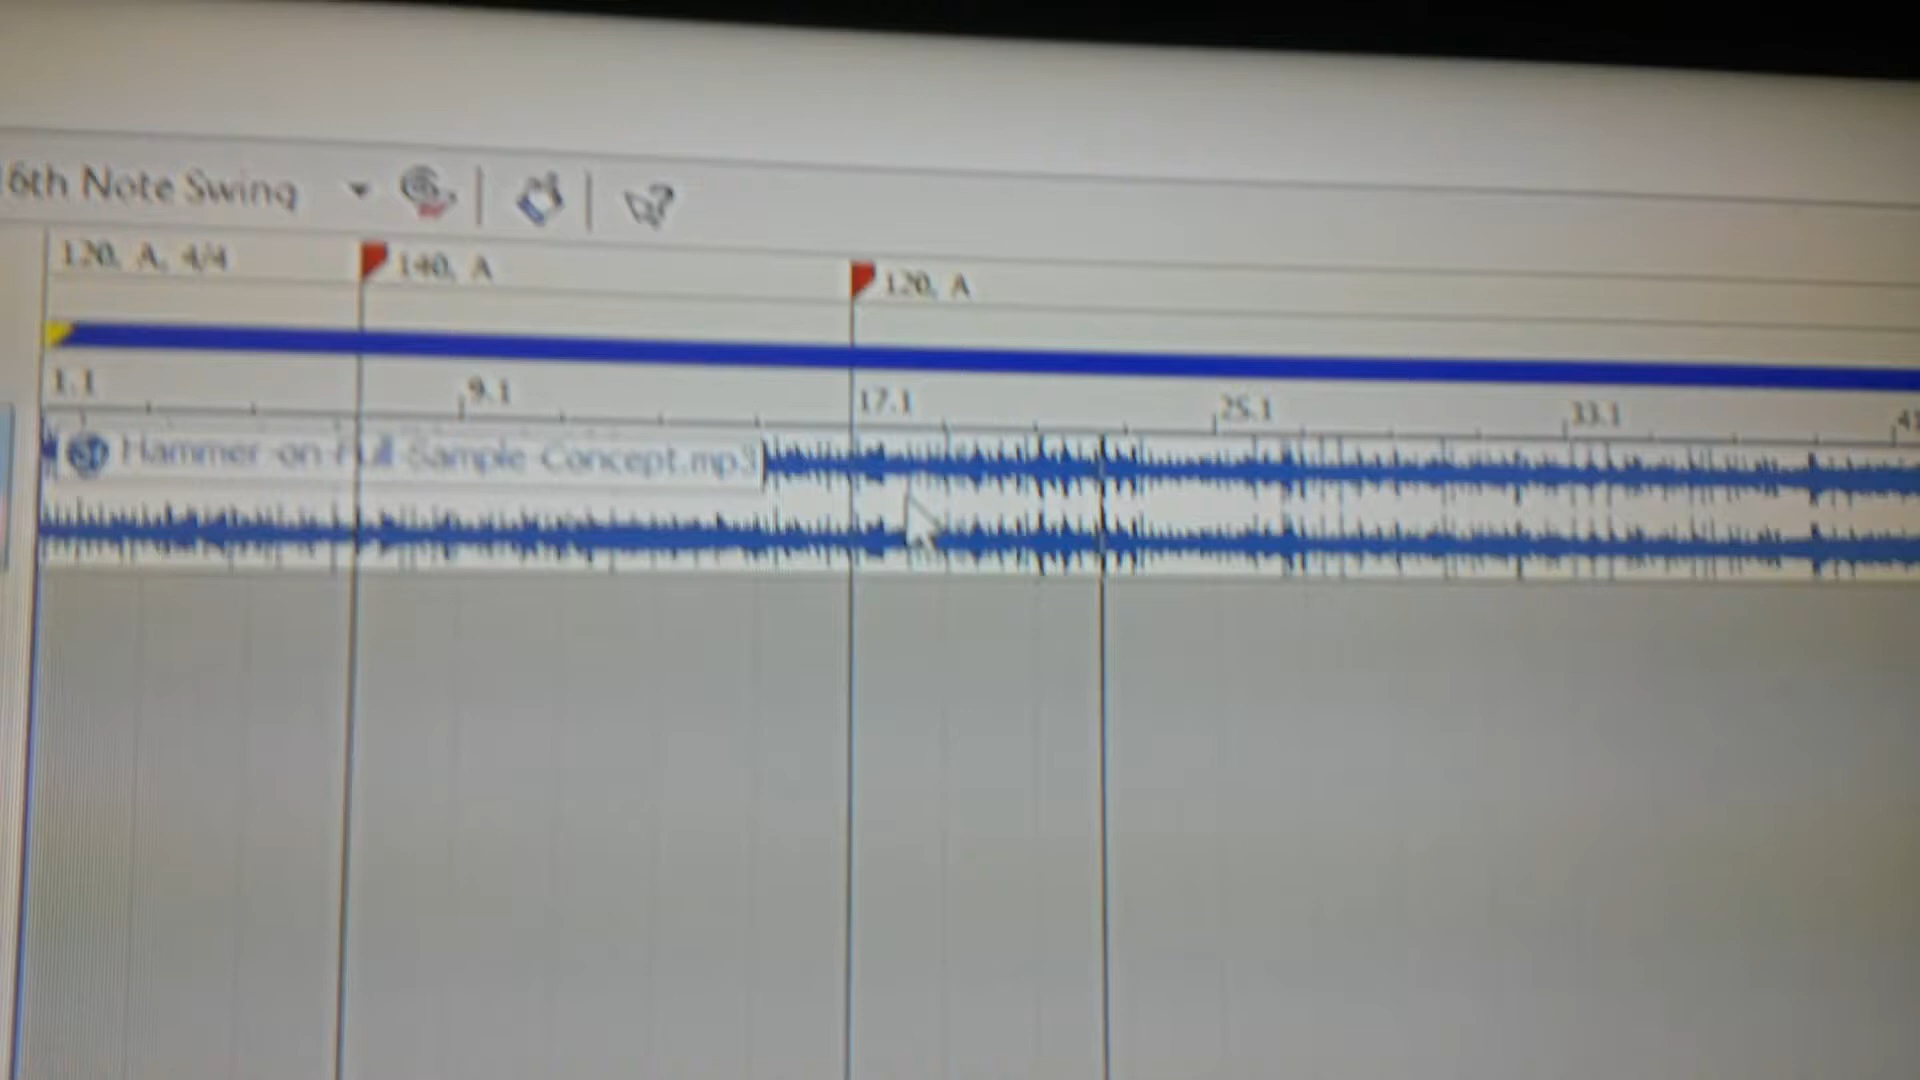 6th Note Swing
120, A, 4/4
140, A
120, A
1.1
9.1
17.1
25.1
33.1
41
Hammer-on Full Sample Concept.mp3